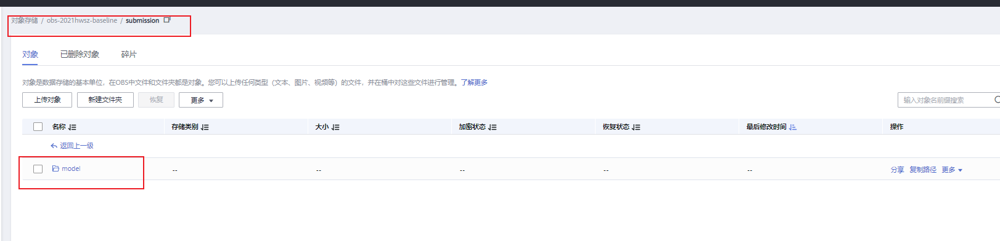 对象存储 / obs-2021hwsz-baseline / submission
对象 已删除对象 碎片
对象是数据存储的基本单位，在OBS中文件和文件夹都是对象。您可以上传任何类型（文本、图片、视频等）的文件，并在桶中对这些文件进行管理。了解更多
上传对象 新建文件夹 恢复 更多 输入对象名前缀搜索
名称 存储类别 大小 加密状态 恢复状态 最后修改时间 操作
返回上一级
model -- -- -- -- -- 分享 复制路径 更多